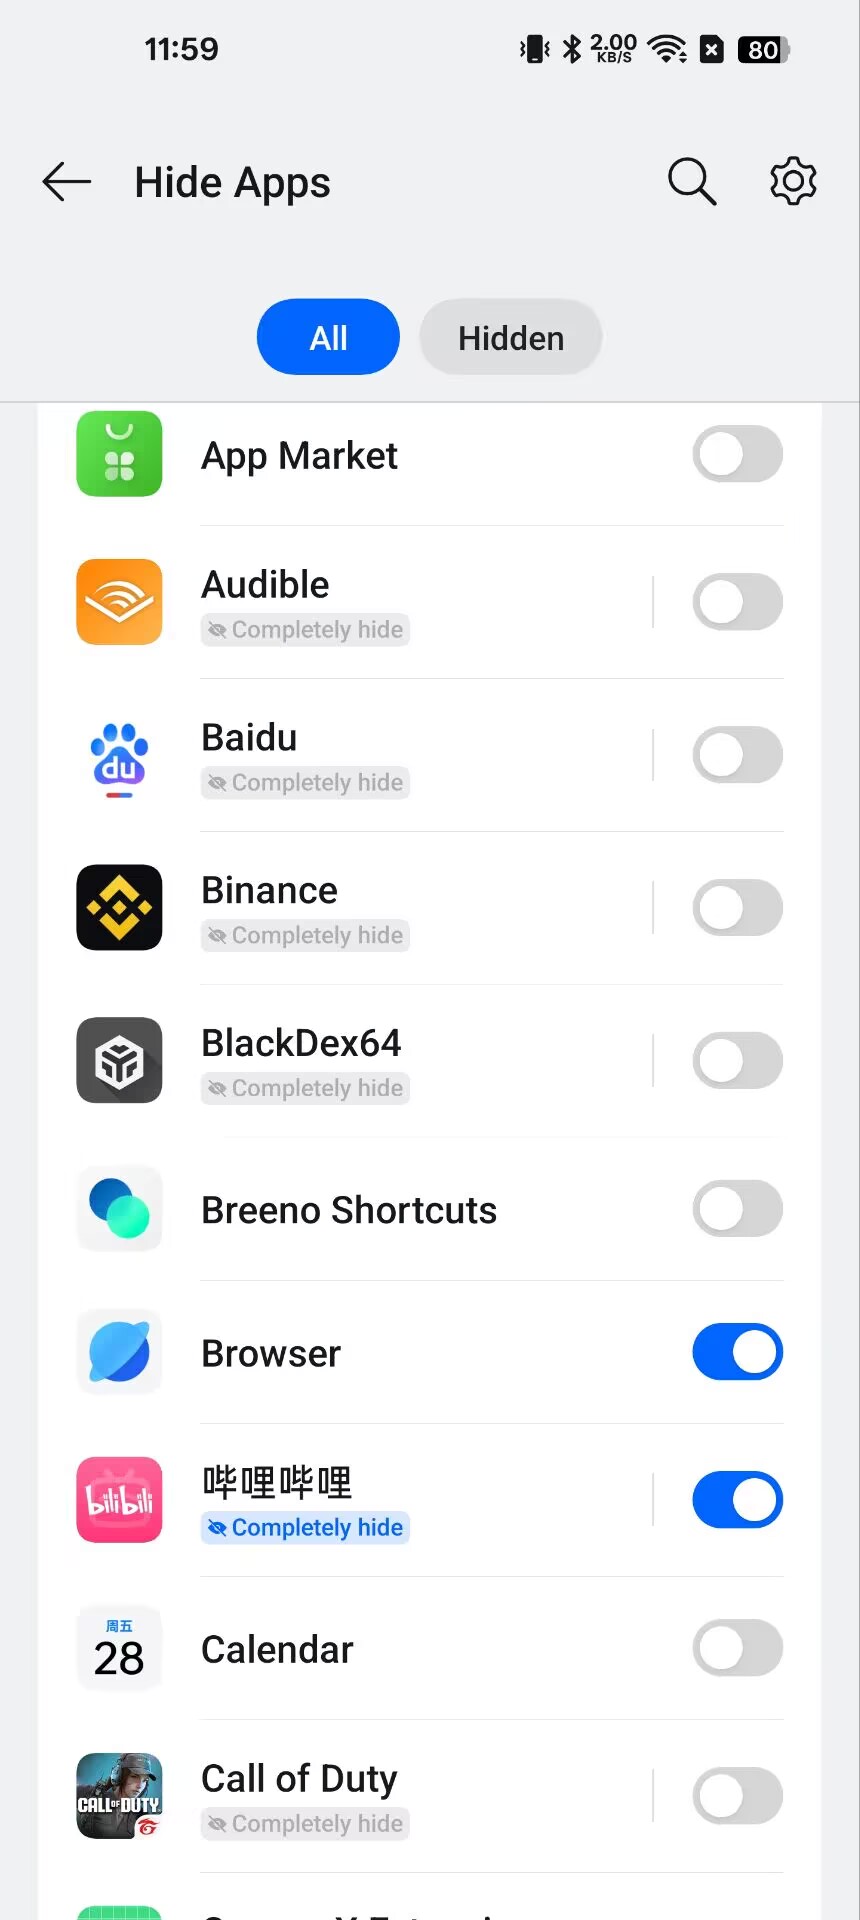 11:59
2.00
KB/S
80
Hide Apps
All
Hidden
App Market
Audible
Completely hide
du
Baidu
Completely hide
Binance
Completely hide
BlackDex64
Completely hide
Breeno Shortcuts
Browser
bilibili
哔哩哔哩
Completely hide
周五
28
Calendar
CALL OF DUTY
Call of Duty
Completely hide